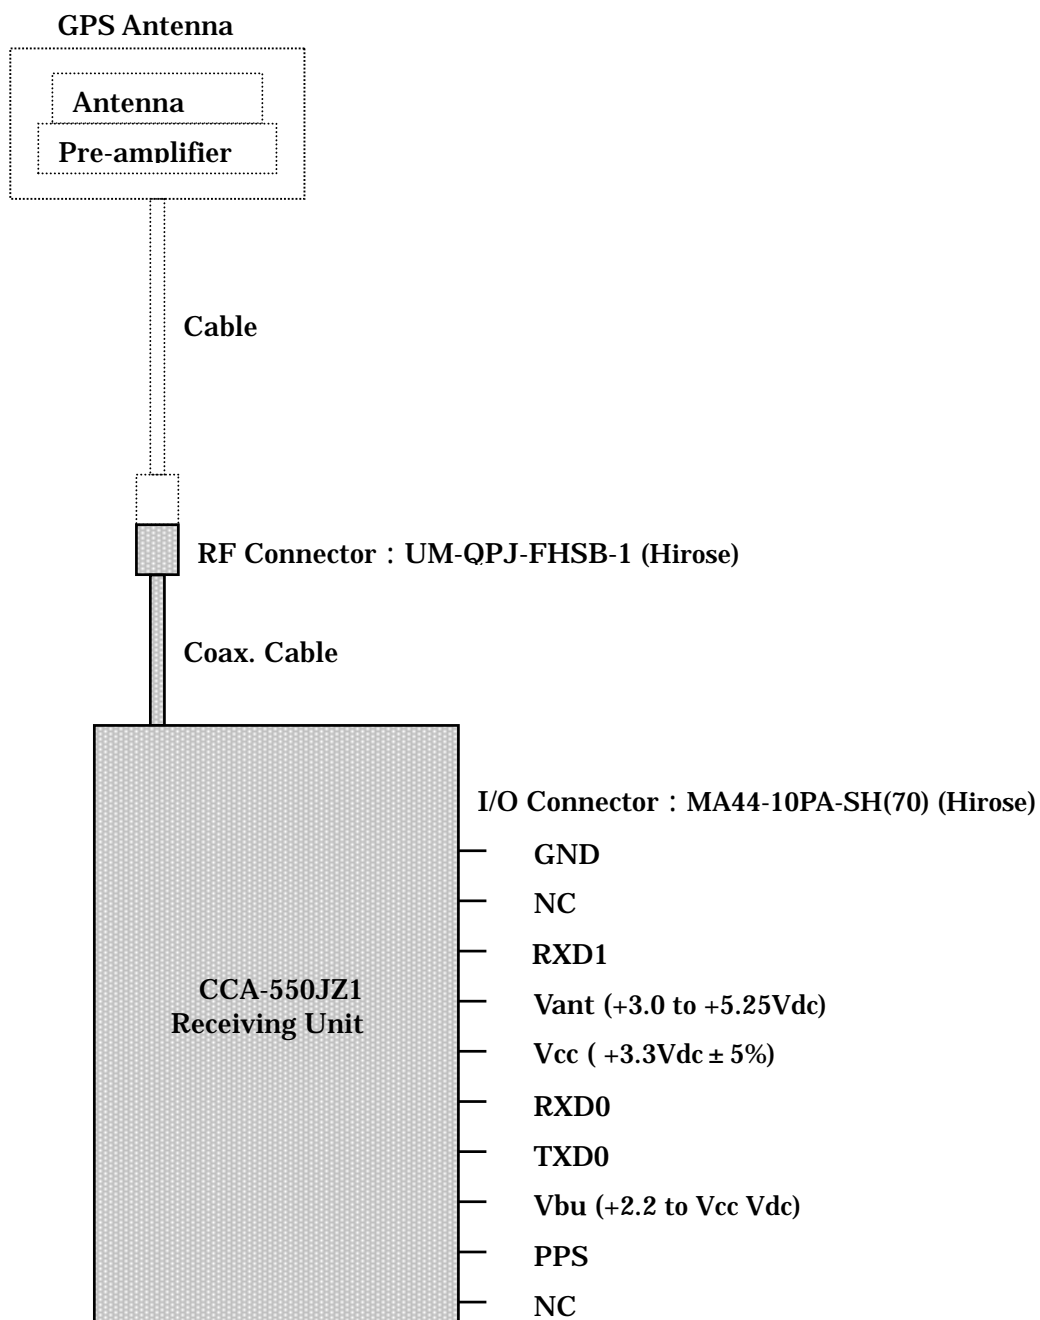 GPS Antenna
Antenna
Pre-amplifier
Cable
RF Connector : UM-QPJ-FHSB-1 (Hirose)
Coax. Cable
I/O Connector : MA44-10PA-SH(70) (Hirose)
GND
NC
RXD1
CCA-550JZ1
Receiving Unit
Vant (+3.0 to +5.25Vdc)
Vcc ( +3.3Vdc ± 5%)
RXD0
TXD0
Vbu (+2.2 to Vcc Vdc)
PPS
NC